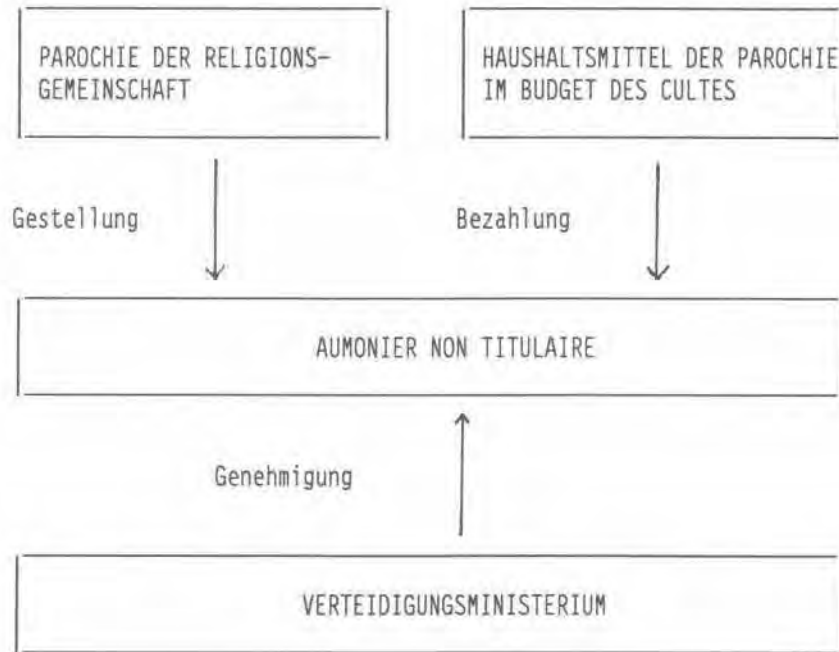 PAROCHIE DER RELIGIONS-
GEMEINSCHAFT
HAUSHALTSMITTEL DER PAROCHIE
IM BUDGET DES CULTES
Gestellung
Bezahlung
AUMONIER NON TITULAIRE
Genehmigung
VERTEIDIGUNGSMINISTERIUM